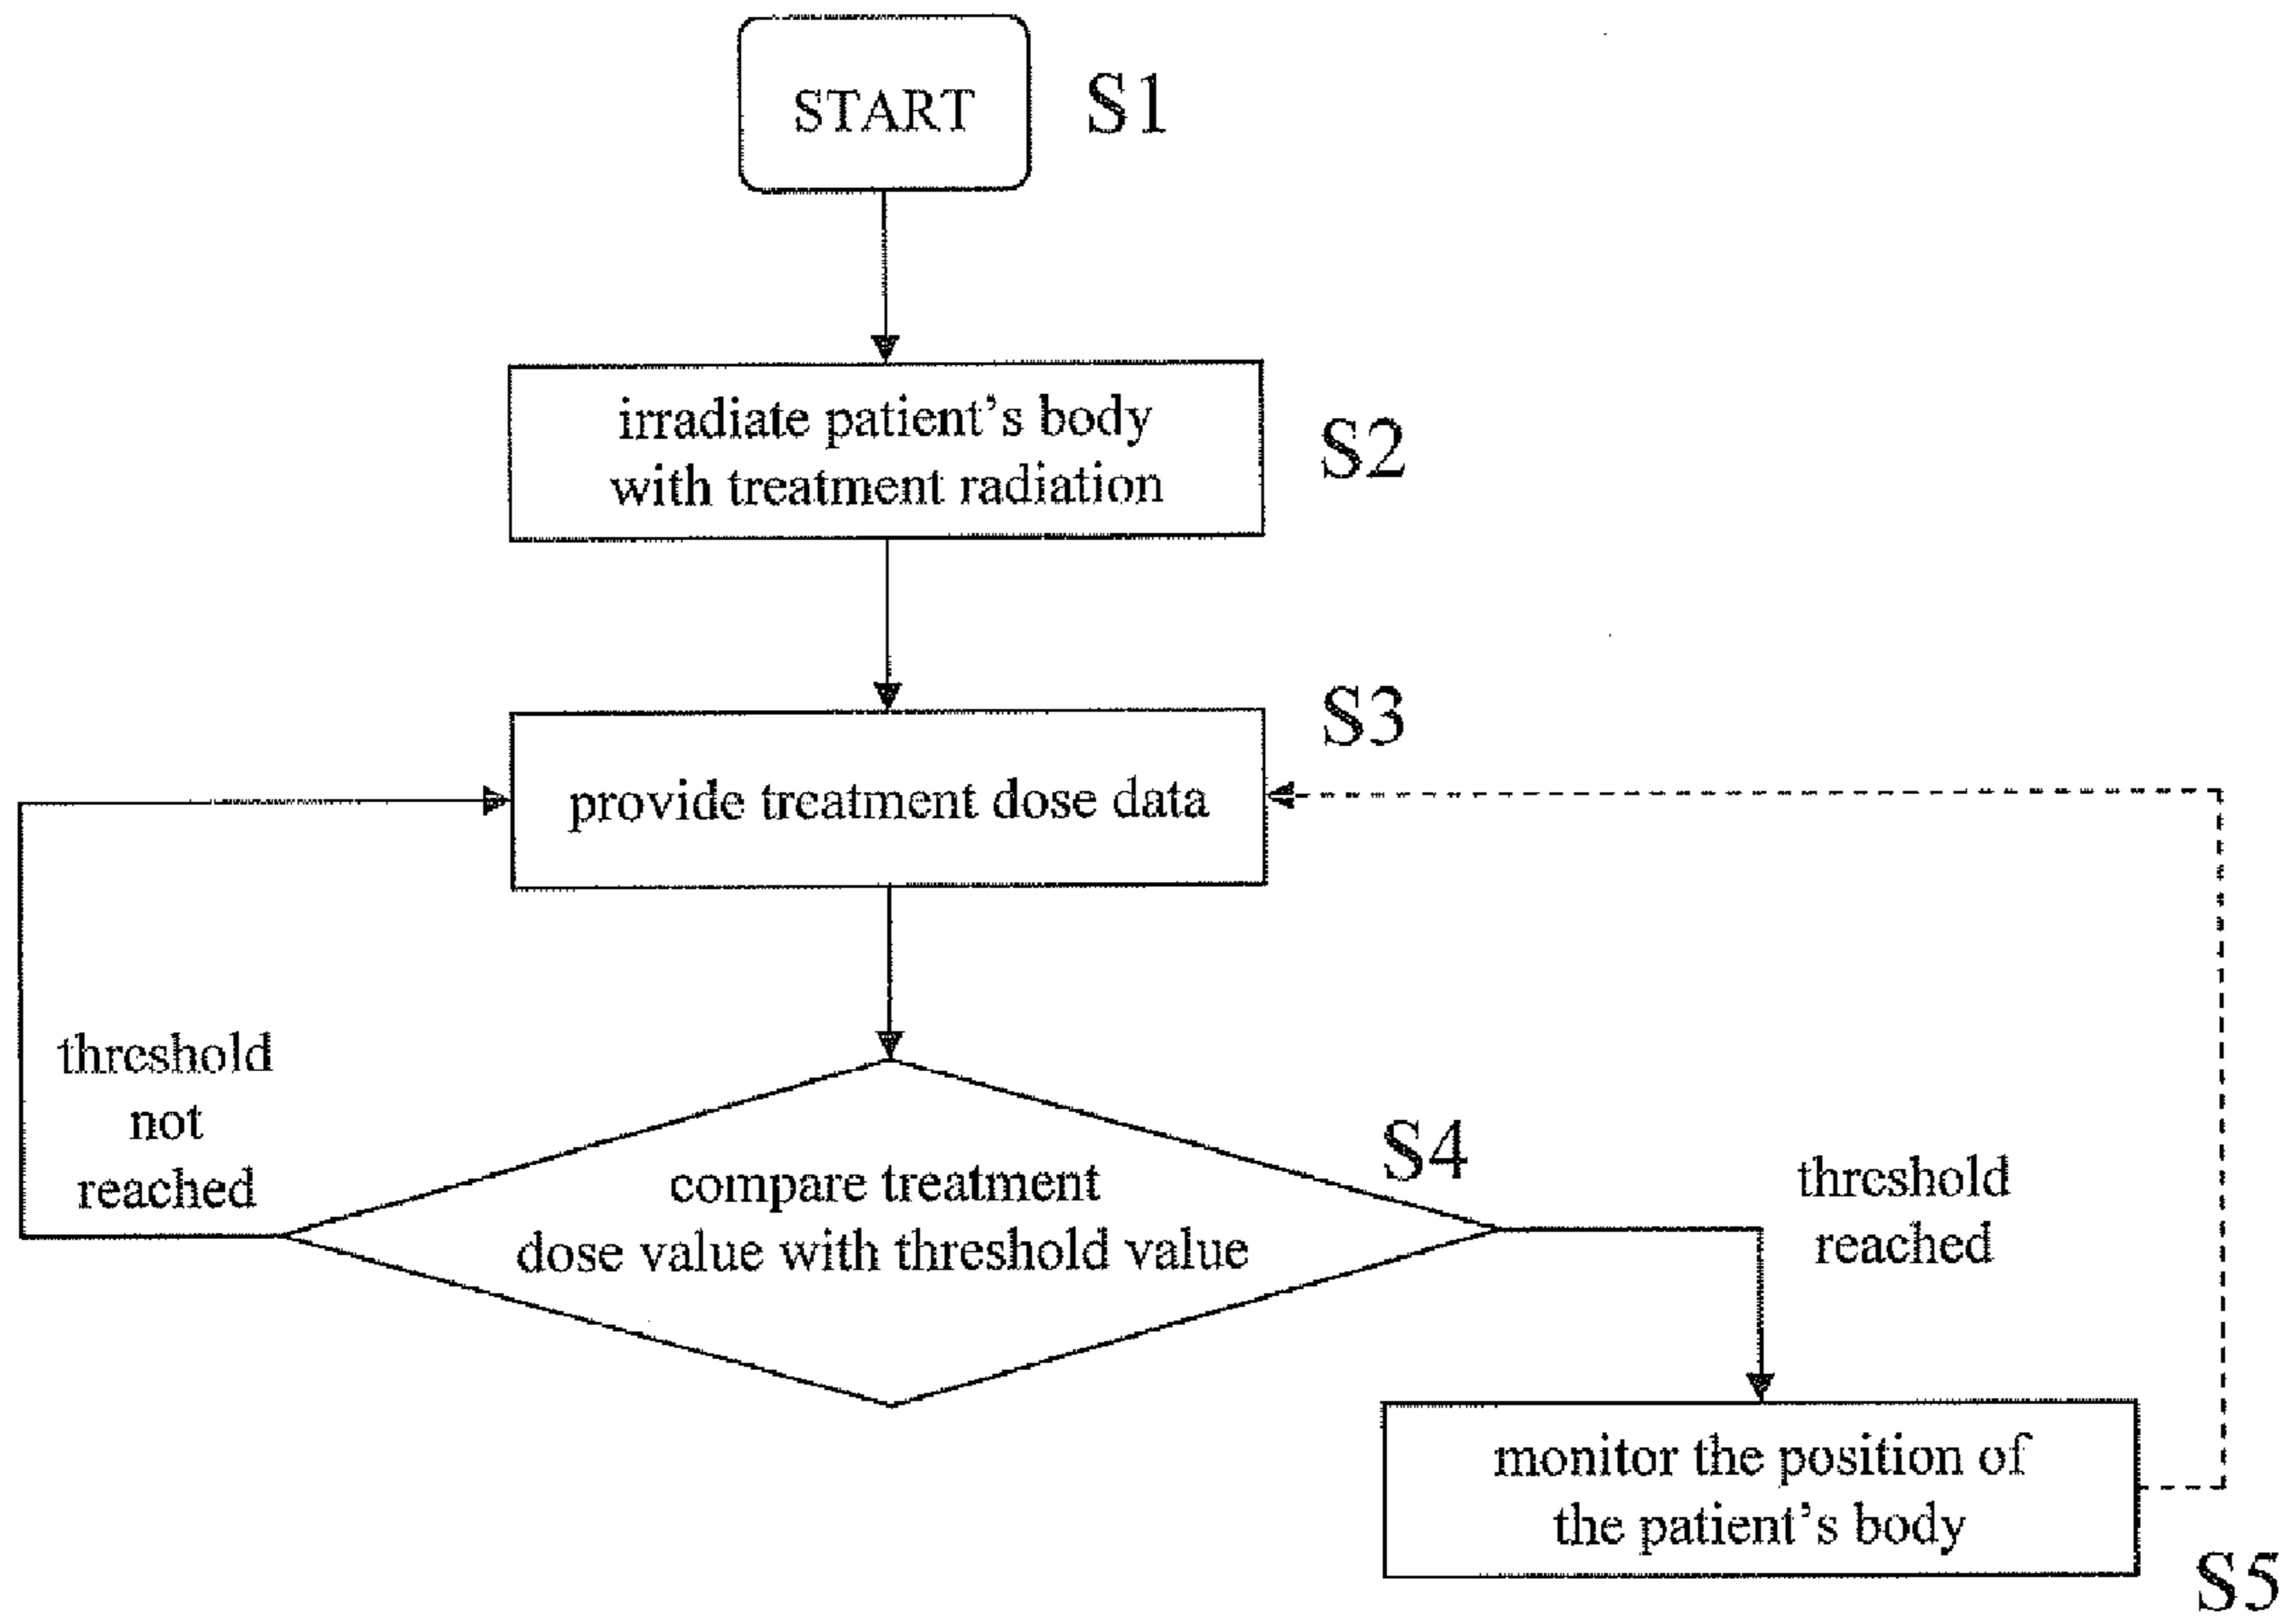 START
S1
irradiate patient's body
with treatment radiation
S2
S3
provide treatment dose data
threshold
not
reached
compare treatment
dose value with threshold value
S4
threshold
reached
monitor the position of
the patient's body
S5